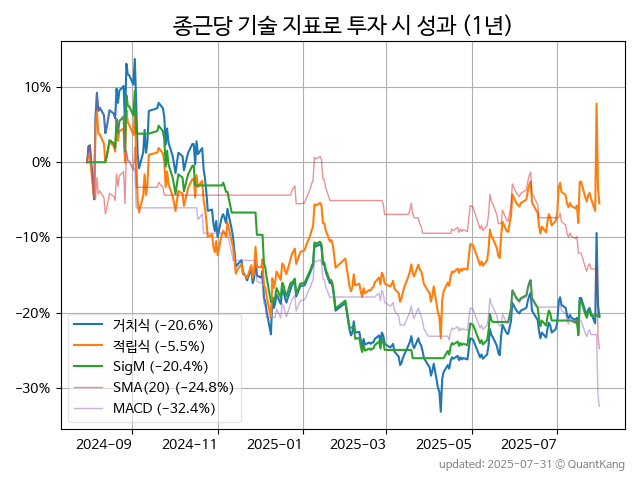 종근당 기술 지표로 투자 시 성과 (1년)
10%
0%
−10%
−20%
−30%
거치식 (−20.6%)
적립식 (−5.5%)
SigM (−20.4%)
SMA(20) (−24.8%)
MACD (−32.4%)
2024-09
2024-11
2025-01
2025-03
2025-05
2025-07
updated: 2025-07-31 © QuantKang